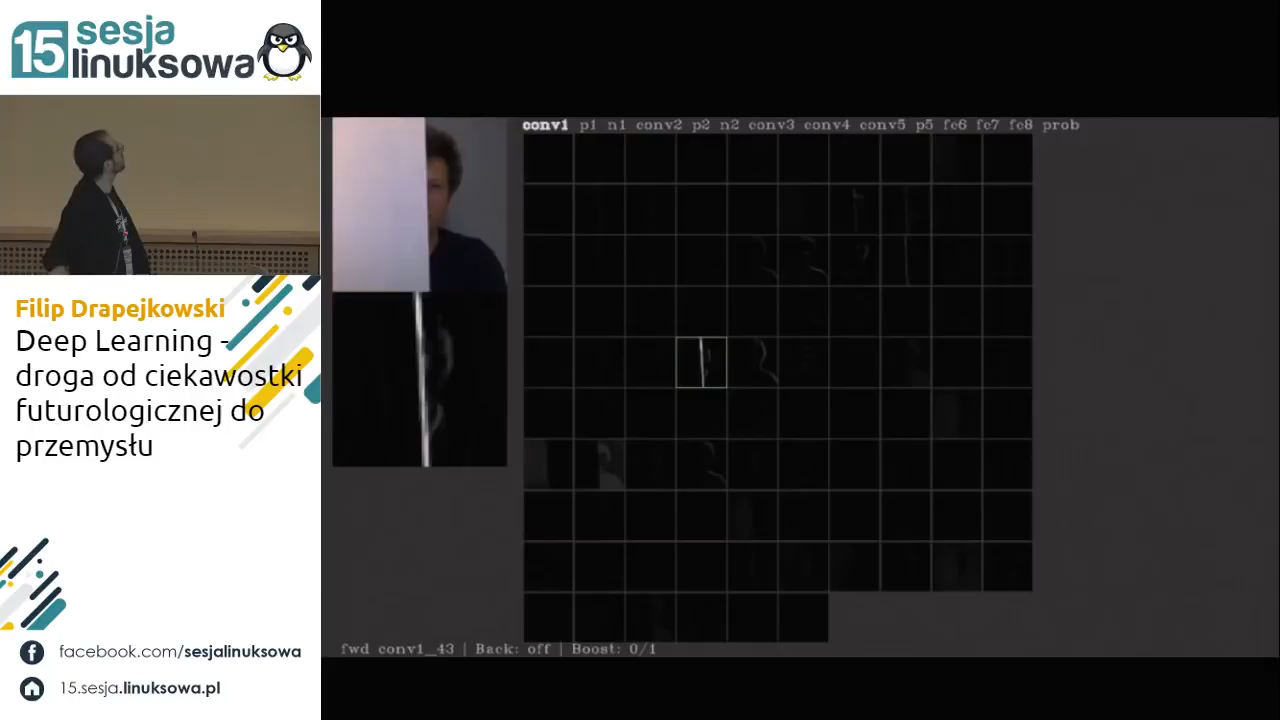 15 sesja
linuksowa
Filip Drapejkowski
Deep Learning -
droga od ciekawostki
futurologicznej do
przemysłu
facebook.com/sesjalinuksowa
15.sesja.linuksowa.pl
conv1 p1 n1 conv2 p2 n2 conv3 conv4 conv5 p5 fc6 fc7 fc8 prob
fwd conv1_43 | Back: off | Boost: 0/1